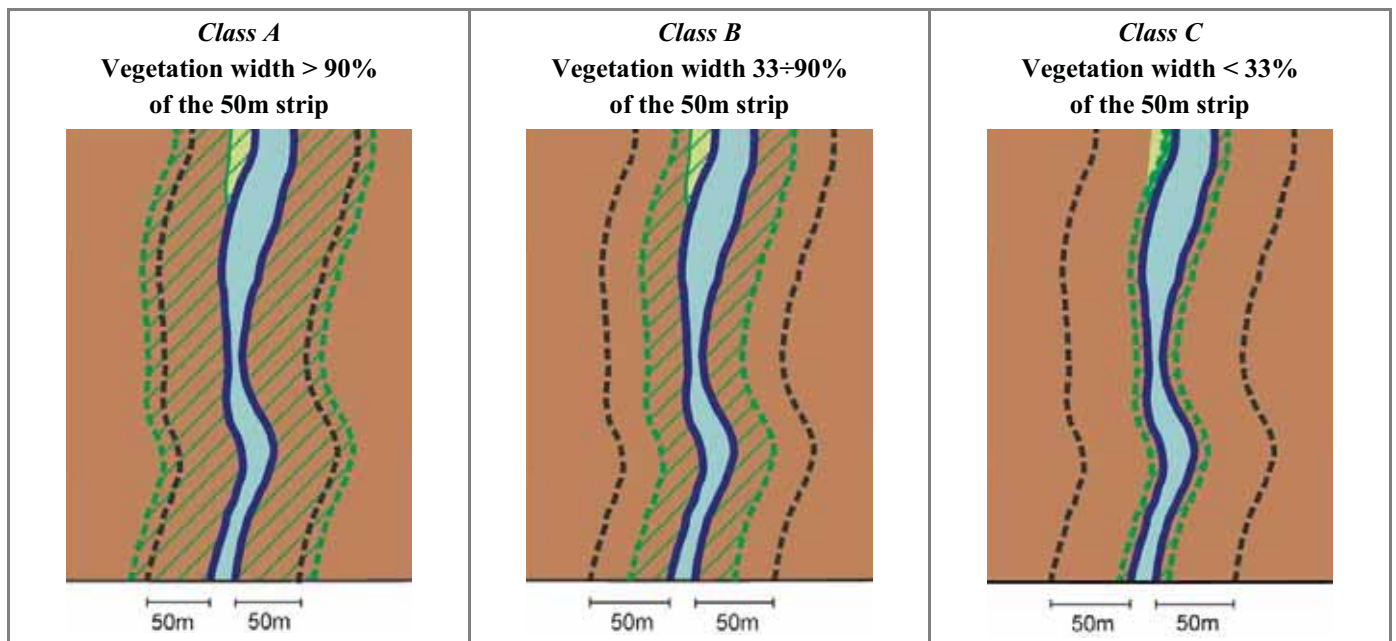 Class A
Vegetation width > 90%
of the 50m strip
50m 50m
Class B
Vegetation width 33÷90%
of the 50m strip
50m 50m
Class C
Vegetation width < 33%
of the 50m strip
50m 50m